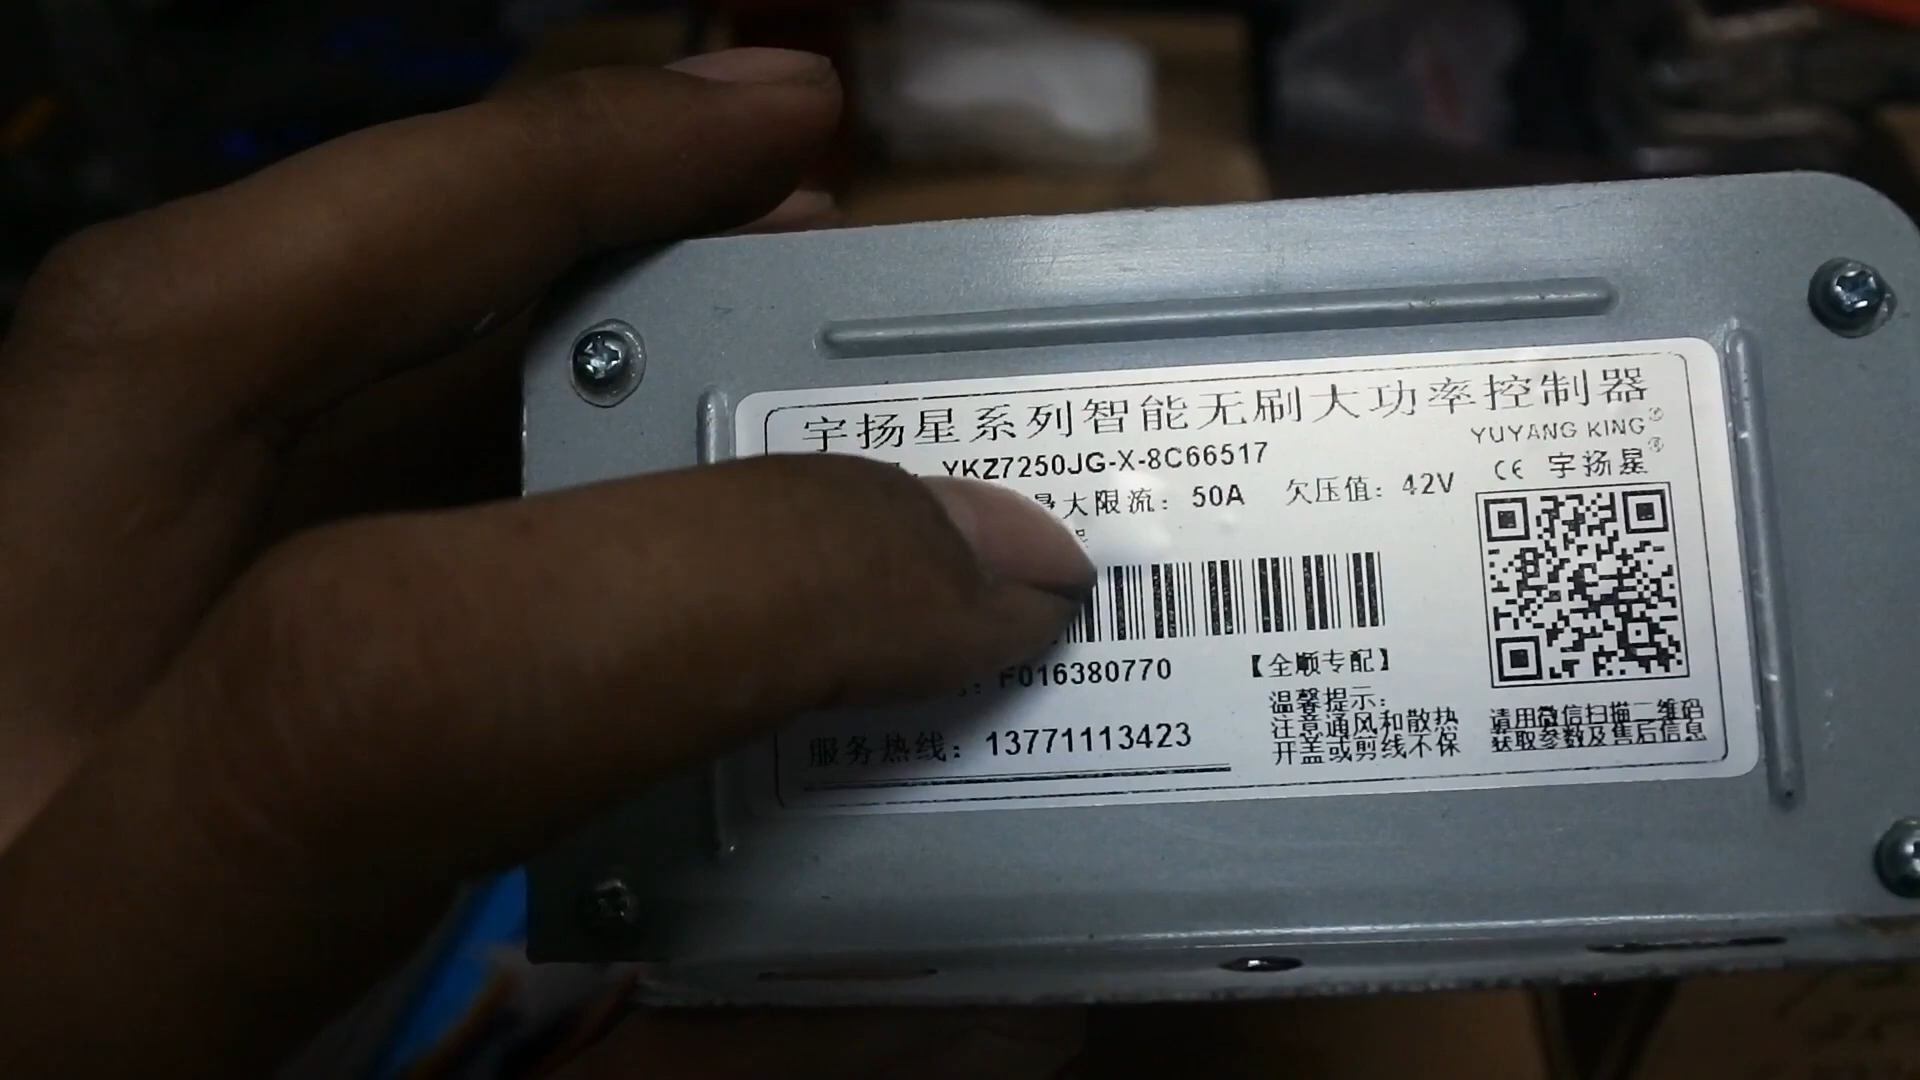 宇扬星系列智能无刷大功率控制器
YUYANG KING®
YKZ7250JG-X-8C66517
CE 宇扬星®
最大限流: 50A 欠压值: 42V
F016380770
【全顺专配】
温馨提示:
注意通风和散热
开盖或剪线不保
服务热线: 13771113423
请用微信扫描二维码
获取参数及售后信息